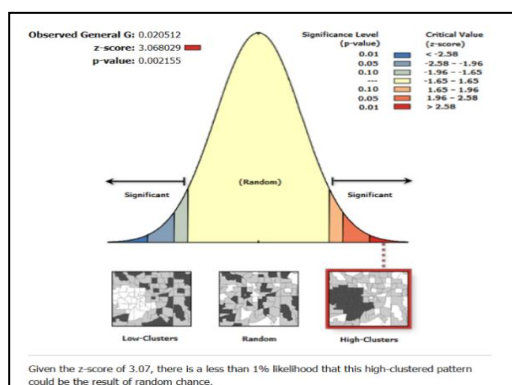 Observed General G: 0.020512
z-score: 3.068029
p-value: 0.002155
Significance Level
(p-value)
Critical Value
(z-score)
0.01 < -2.58
0.05 -2.58 - -1.96
0.10 -1.96 - -1.65
--- -1.65 - 1.65
0.10 1.65 - 1.96
0.05 1.96 - 2.58
0.01 > 2.58
Significant
(Random)
Significant
Low-Clusters
Random
High-Clusters
Given the z-score of 3.07, there is a less than 1% likelihood that this high-clustered pattern
could be the result of random chance.